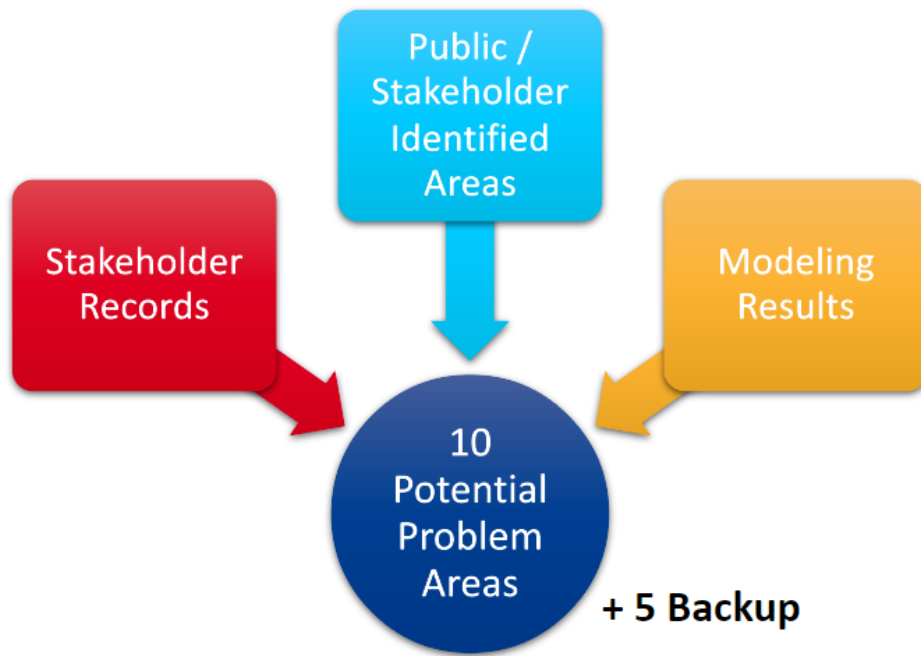 Public /
Stakeholder
Identified
Areas
Stakeholder
Records
Modeling
Results
10
Potential
Problem
Areas
+ 5 Backup